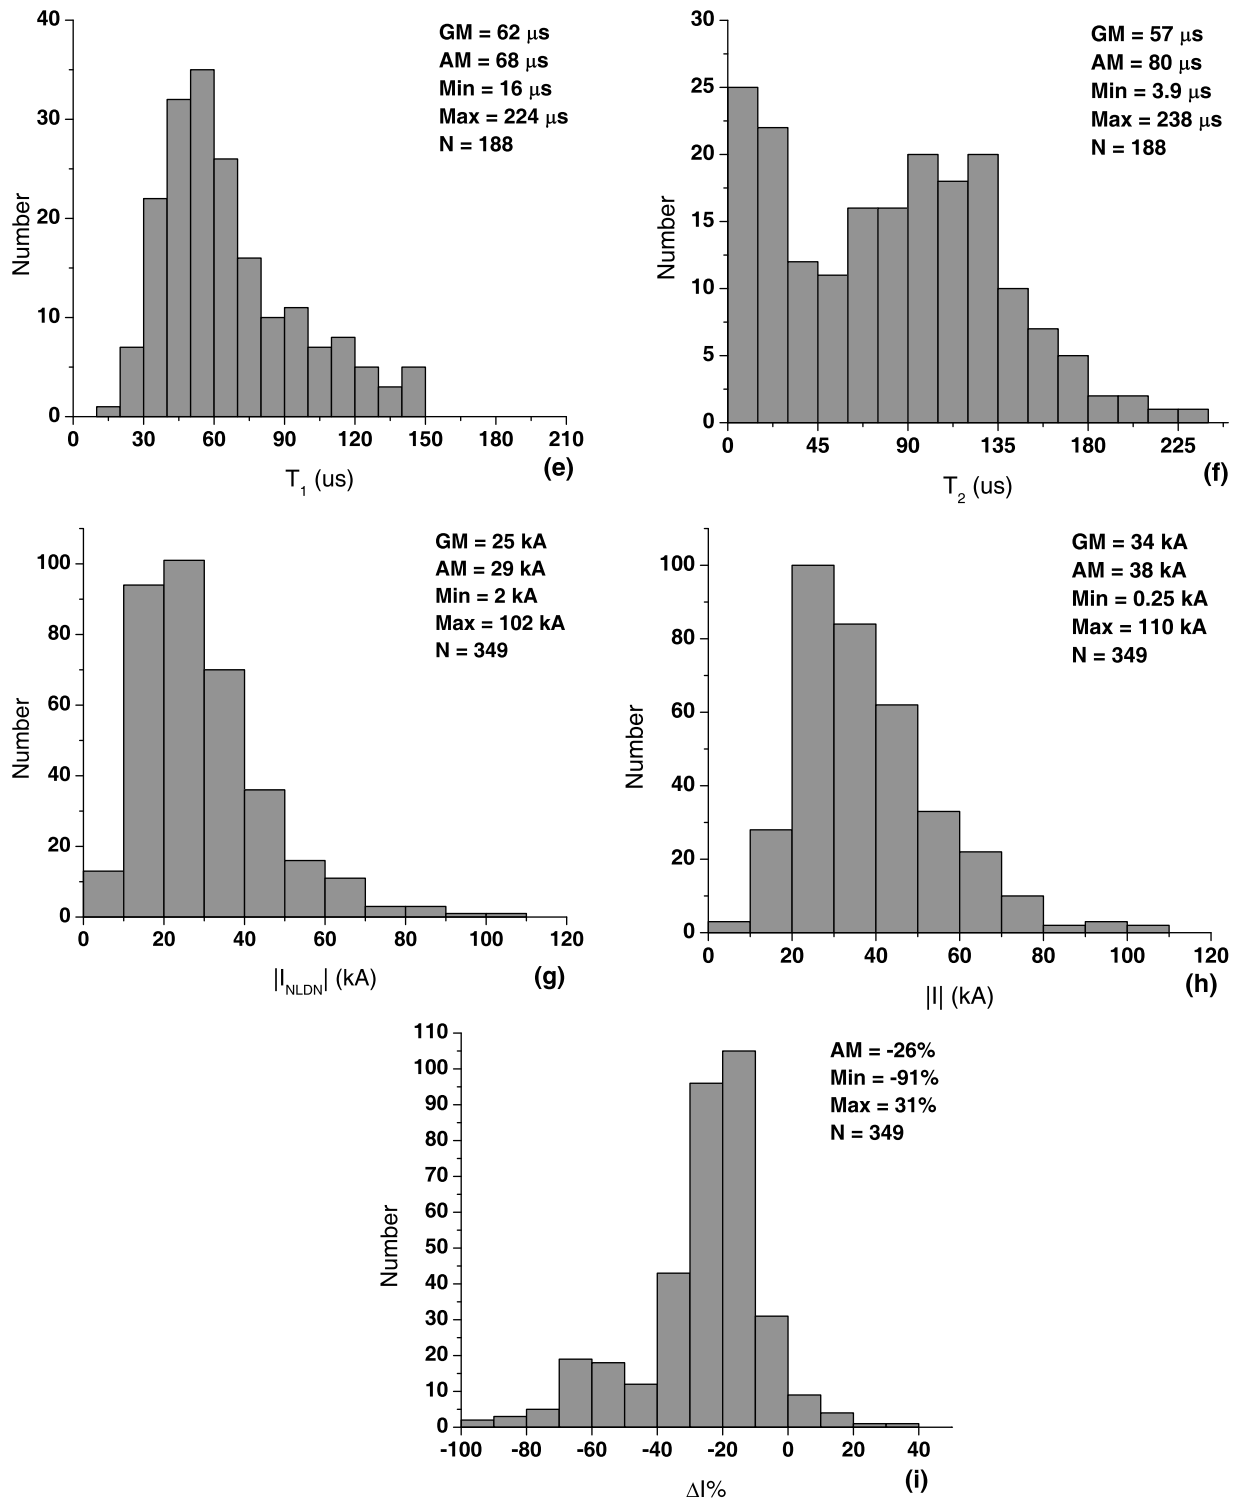 40
30
20
10
0
Number
GM = 62 μs
AM = 68 μs
Min = 16 μs
Max = 224 μs
N = 188
0 30 60 90 120 150 180 210
T1 (us)
(e)
30
25
20
15
10
5
0
Number
GM = 57 μs
AM = 80 μs
Min = 3.9 μs
Max = 238 μs
N = 188
0 45 90 135 180 225
T2 (us)
(f)
100
80
60
40
20
0
Number
GM = 25 kA
AM = 29 kA
Min = 2 kA
Max = 102 kA
N = 349
0 20 40 60 80 100 120
|INLDN| (kA)
(g)
100
80
60
40
20
0
Number
GM = 34 kA
AM = 38 kA
Min = 0.25 kA
Max = 110 kA
N = 349
0 20 40 60 80 100 120
|I| (kA)
(h)
110
100
90
80
70
60
50
40
30
20
10
0
Number
AM = -26%
Min = -91%
Max = 31%
N = 349
-100 -80 -60 -40 -20 0 20 40
ΔI%
(i)